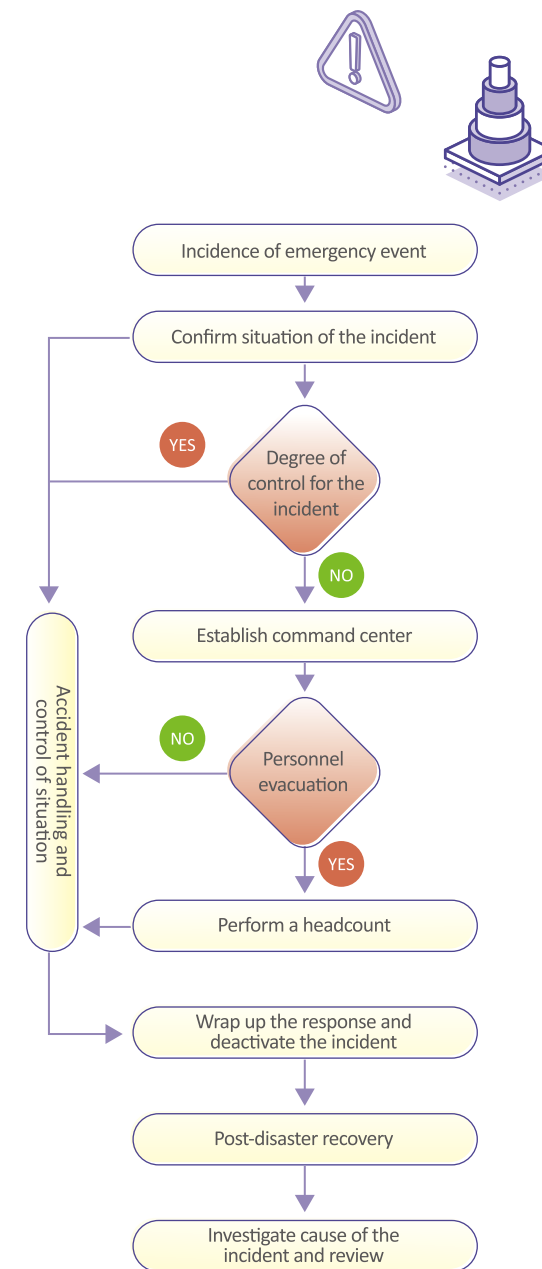 Incidence of emergency event
Confirm situation of the incident
YES
Degree of
control for the
incident
NO
Establish command center
Accident handling and
control of situation
NO
Personnel
evacuation
YES
Perform a headcount
Wrap up the response and
deactivate the incident
Post-disaster recovery
Investigate cause of the
incident and review